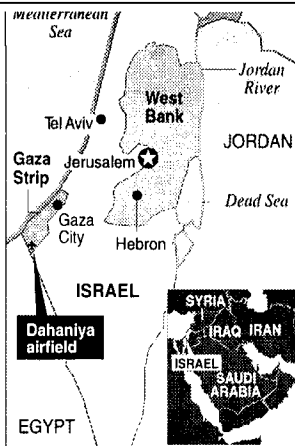 Mediterranean
Sea
Jordan
River
West
Bank
Tel Aviv
JORDAN
Gaza
Strip
Jerusalem
Dead Sea
Gaza
City
Hebron
ISRAEL
Dahaniya
airfield
EGYPT
SYRIA
IRAQ
IRAN
ISRAEL
SAUDI
ARABIA